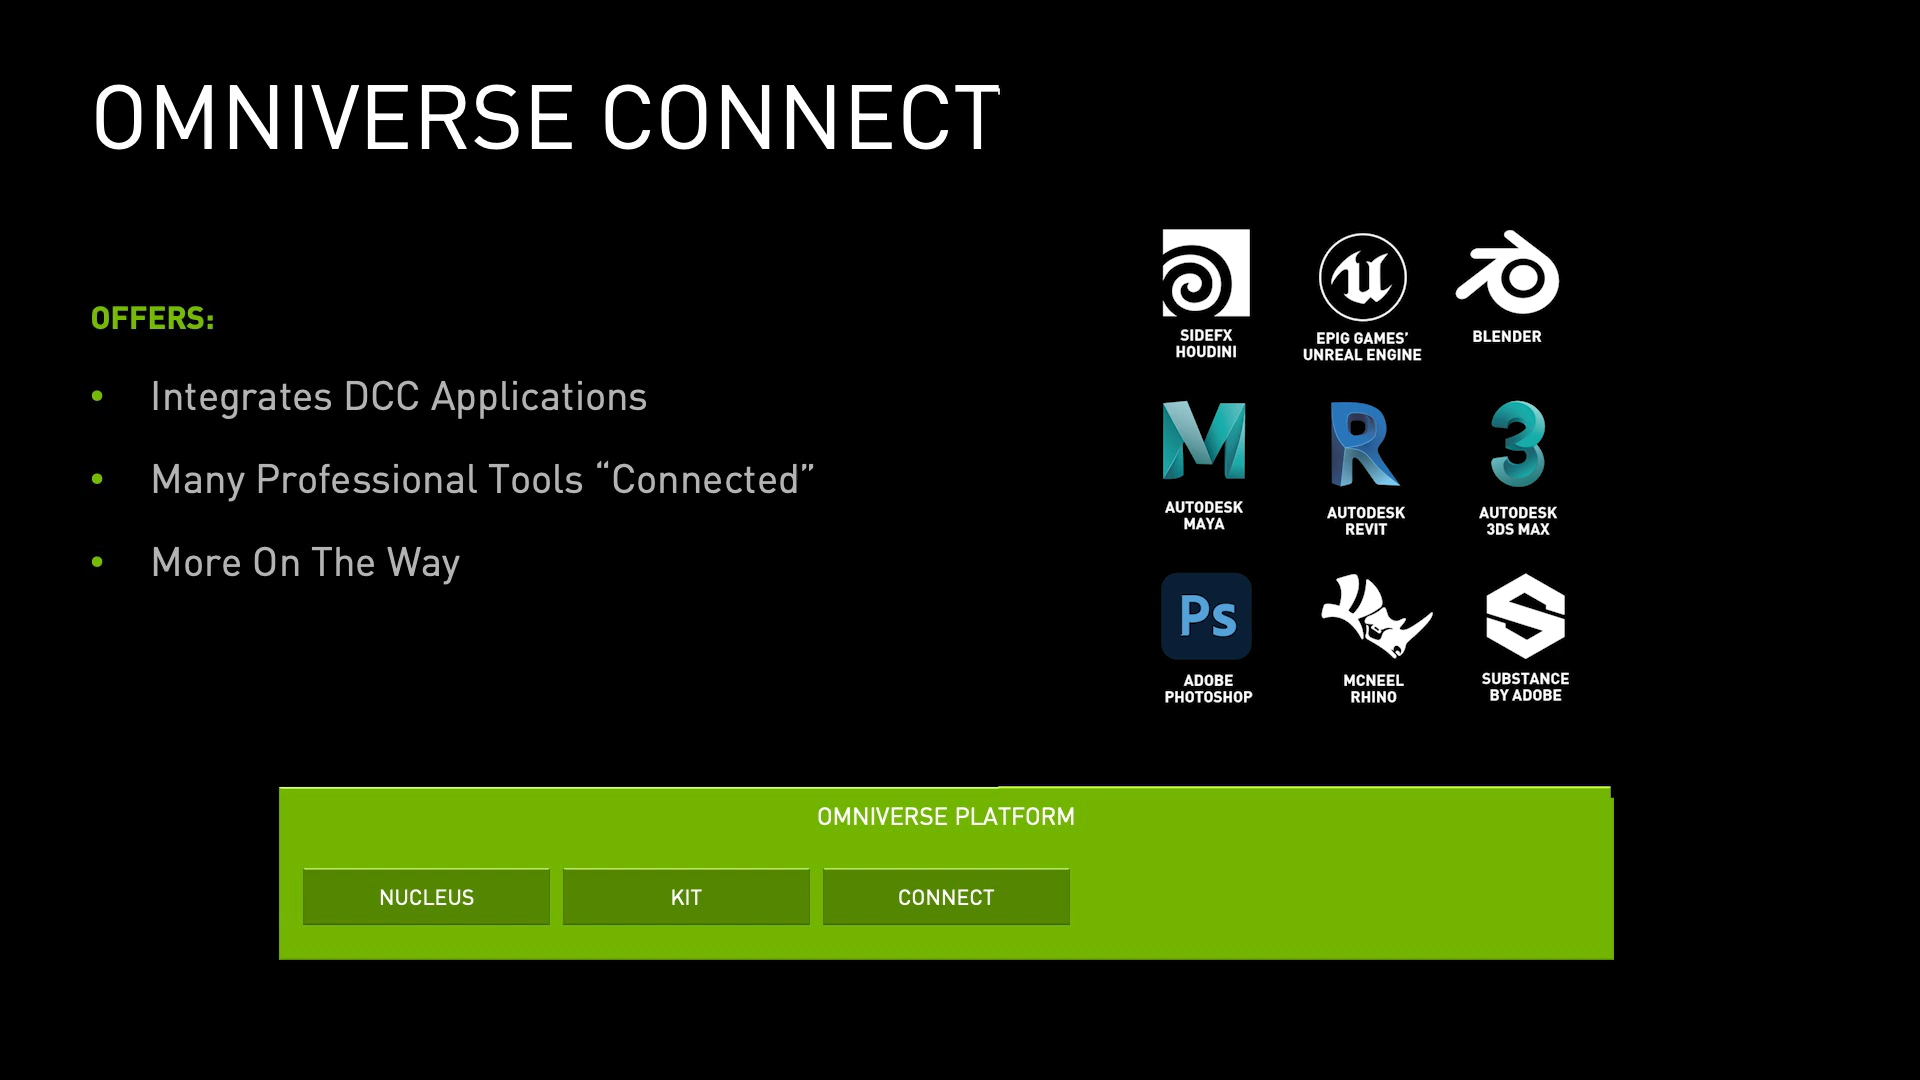 OMNIVERSE CONNECT
OFFERS:
• Integrates DCC Applications
• Many Professional Tools “Connected”
• More On The Way
SIDEFX
HOUDINI
EPIG GAMES’
UNREAL ENGINE
BLENDER
AUTODESK
MAYA
AUTODESK
REVIT
AUTODESK
3DS MAX
Ps
ADOBE
PHOTOSHOP
MCNEEL
RHINO
SUBSTANCE
BY ADOBE
OMNIVERSE PLATFORM
NUCLEUS
KIT
CONNECT